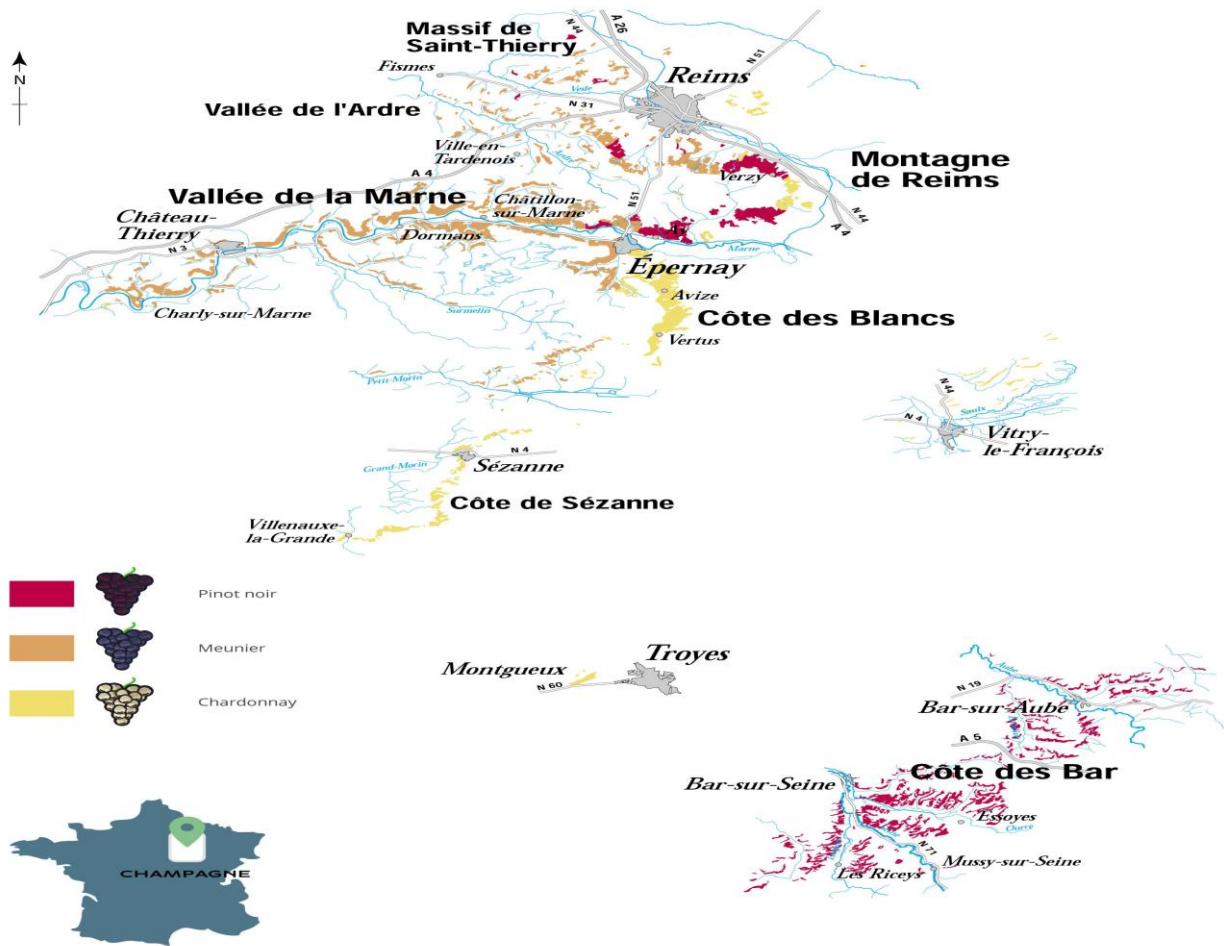 Massif de
Saint-Thierry
N 44
A 26
N 51
N
Fismes
Reims
Vesle
N 31
Vallée de l'Ardre
Ville-en-
Tardenois
Ardre
Montagne
de Reims
Verzy
A 4
N 51
Vallée de la Marne
Châtillon-
sur-Marne
N 44
A 4
Château-
Thierry
N 3
Dormans
Ay
Marne
Épernay
Avize
Charly-sur-Marne
Surmelin
Côte des Blancs
Vertus
Petit-Morin
N 44
Saulx
N 4
Vitry-
le-François
N 4
Grand-Morin
Sézanne
Côte de Sézanne
Villenauxe-
la-Grande
Pinot noir
Meunier
Chardonnay
Troyes
Montgueux
N 60
Aube
N 19
Bar-sur-Aube
A 5
Côte des Bar
Bar-sur-Seine
Essoyes
Ource
N 71
Mussy-sur-Seine
Les Riceys
CHAMPAGNE